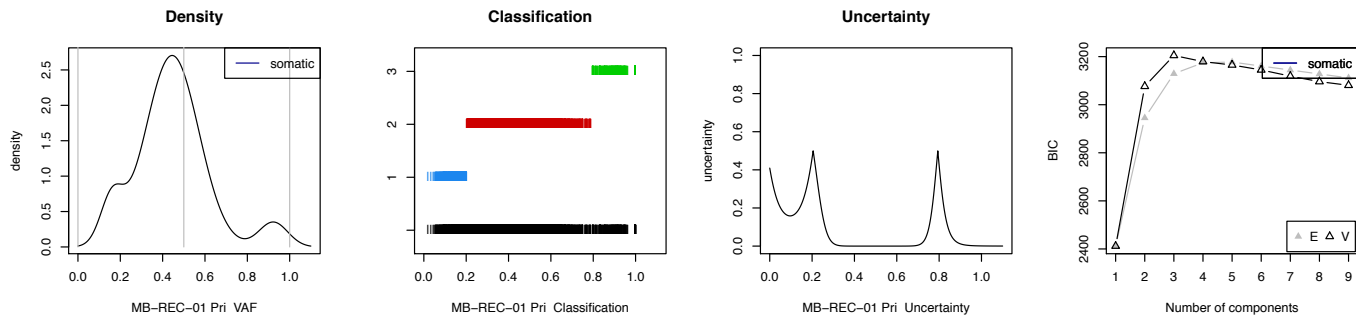 Density
somatic
density
0.0
0.5
1.0
1.5
2.0
2.5
0.0 0.2 0.4 0.6 0.8 1.0
MB−REC−01 Pri VAF
Classification
1
2
3
0.0 0.2 0.4 0.6 0.8 1.0
MB−REC−01 Pri Classification
Uncertainty
uncertainty
0.0
0.2
0.4
0.6
0.8
1.0
0.0 0.2 0.4 0.6 0.8 1.0
MB−REC−01 Pri Uncertainty
somatic
BIC
2400
2600
2800
3000
3200
E V
1 2 3 4 5 6 7 8 9
Number of components